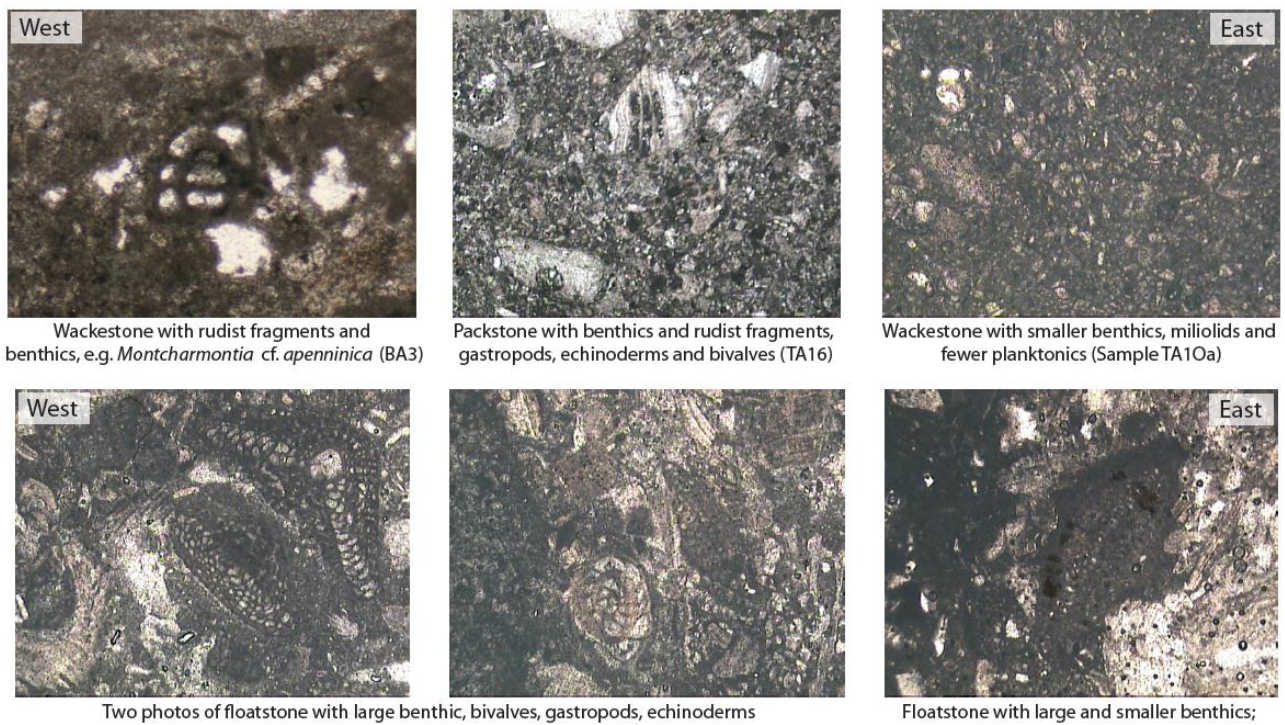 West
East
Wackestone with rudist fragments and
benthics, e.g. Montcharmontia cf. apenninica (BA3)
Packstone with benthics and rudist fragments,
gastropods, echinoderms and bivalves (TA16)
Wackestone with smaller benthics, miliolids and
fewer planktonics (Sample TA1Oa)
West
East
Two photos of floatstone with large benthic, bivalves, gastropods, echinoderms
Floatstone with large and smaller benthics;